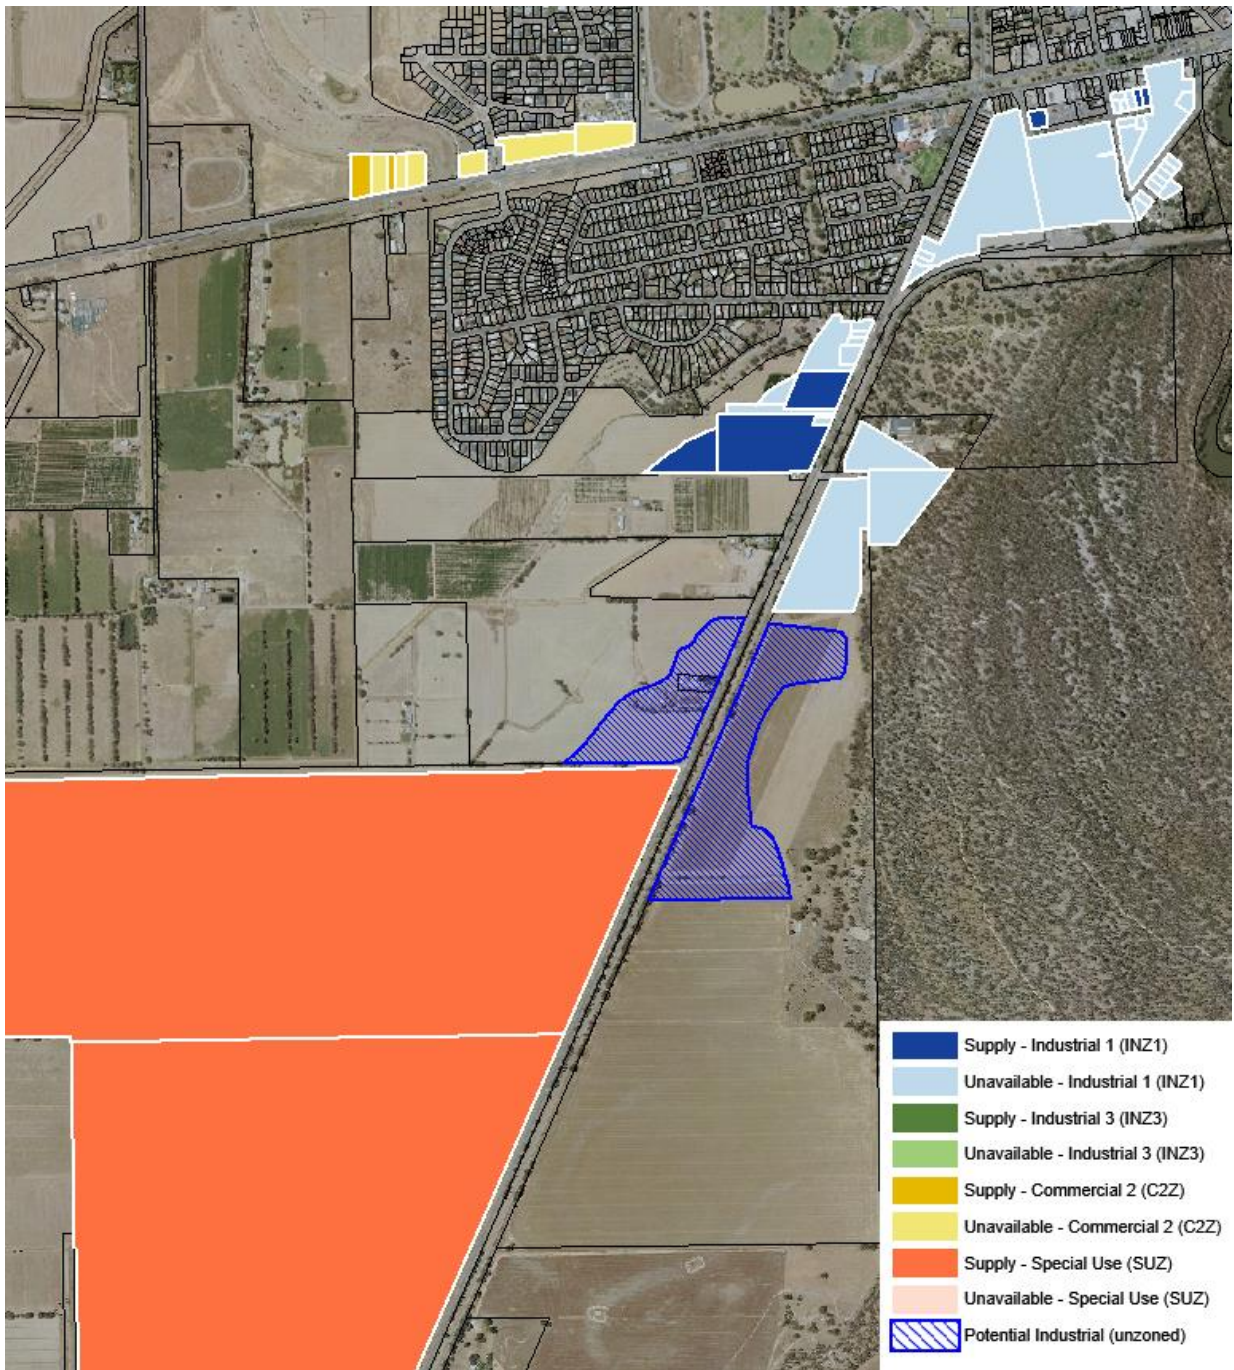 Supply - Industrial 1 (INZ1)
Unavailable - Industrial 1 (INZ1)
Supply - Industrial 3 (INZ3)
Unavailable - Industrial 3 (INZ3)
Supply - Commercial 2 (C2Z)
Unavailable - Commercial 2 (C2Z)
Supply - Special Use (SUZ)
Unavailable - Special Use (SUZ)
Potential Industrial (unzoned)